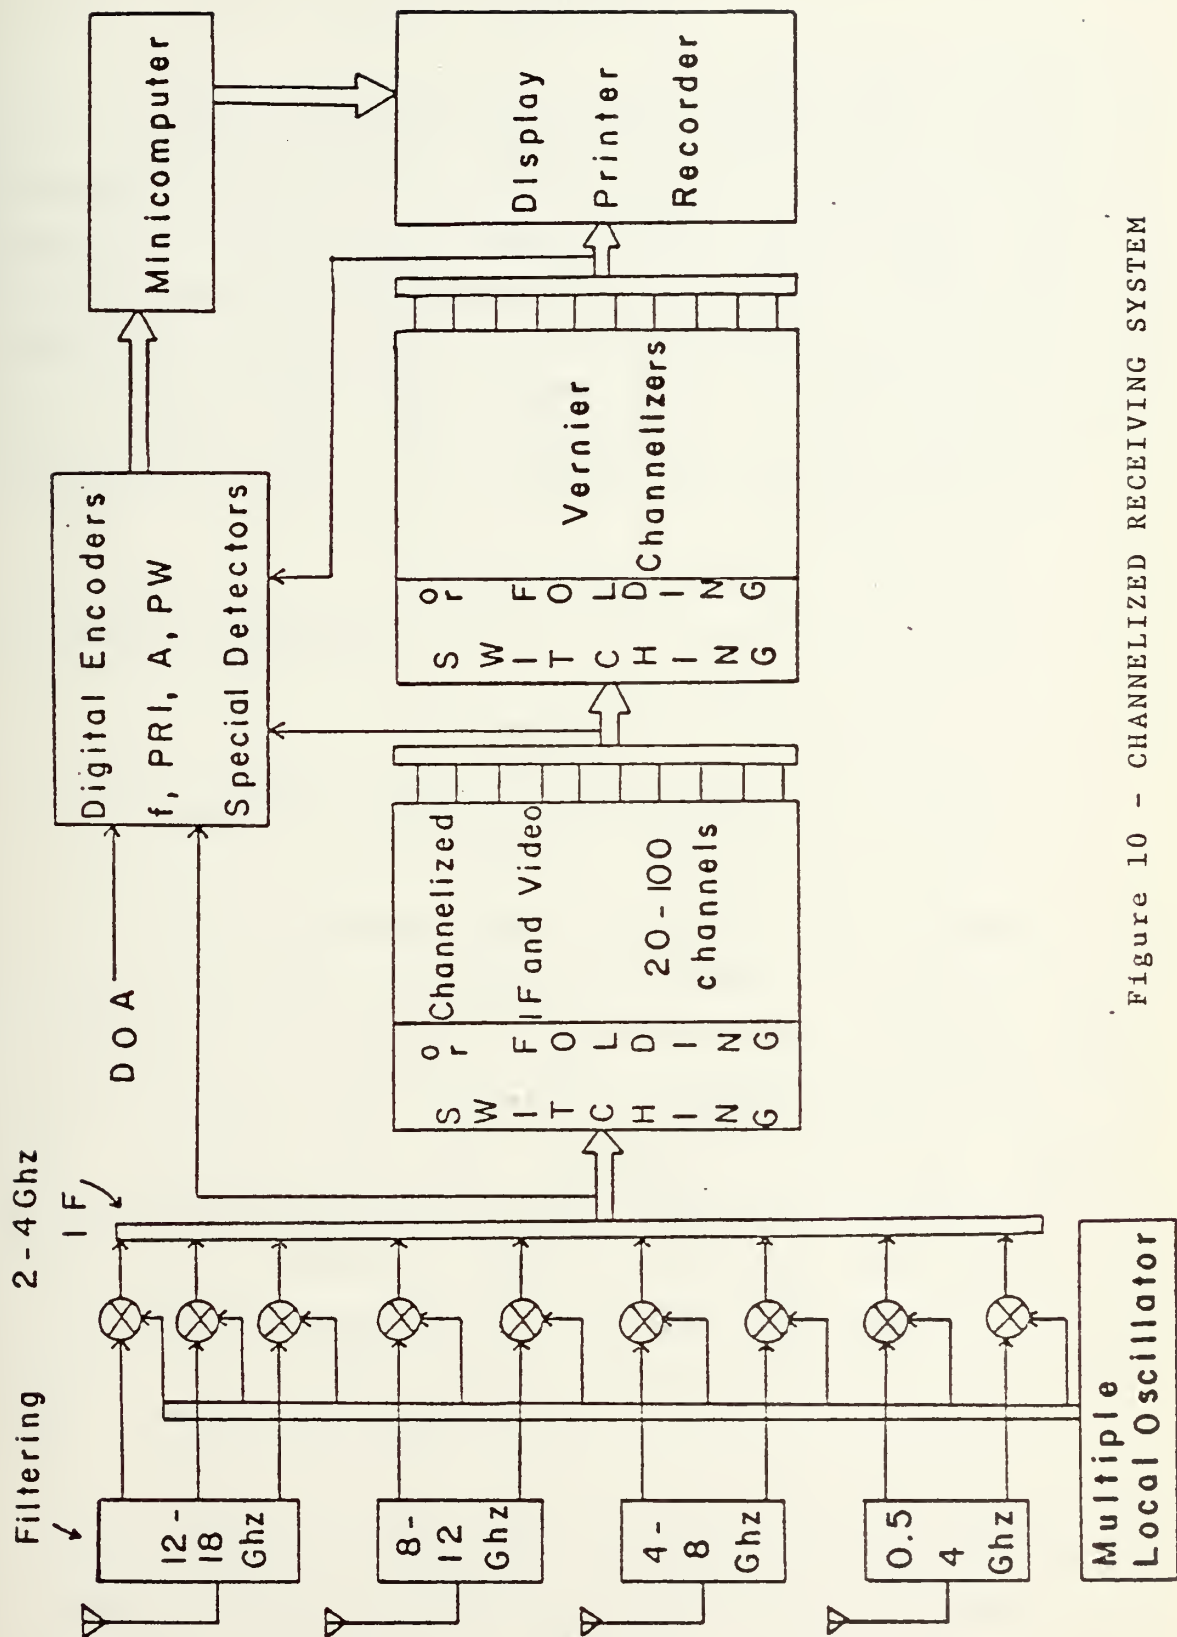 Filtering
2-4 Ghz
IF
12-
18
Ghz
8-
12
Ghz
4-
8
Ghz
0.5
4
Ghz
Multiple
Local Oscillator
DOA
Digital Encoders
f, PRI, A, PW
Special Detectors
Minicomputer
SWITCHING
or FOLDING
Channelized
IF and Video
20-100
channels
SWITCHING
or FOLDING
Vernier
Channelizers
Display
Printer
Recorder
Figure 10 - CHANNELIZED RECEIVING SYSTEM